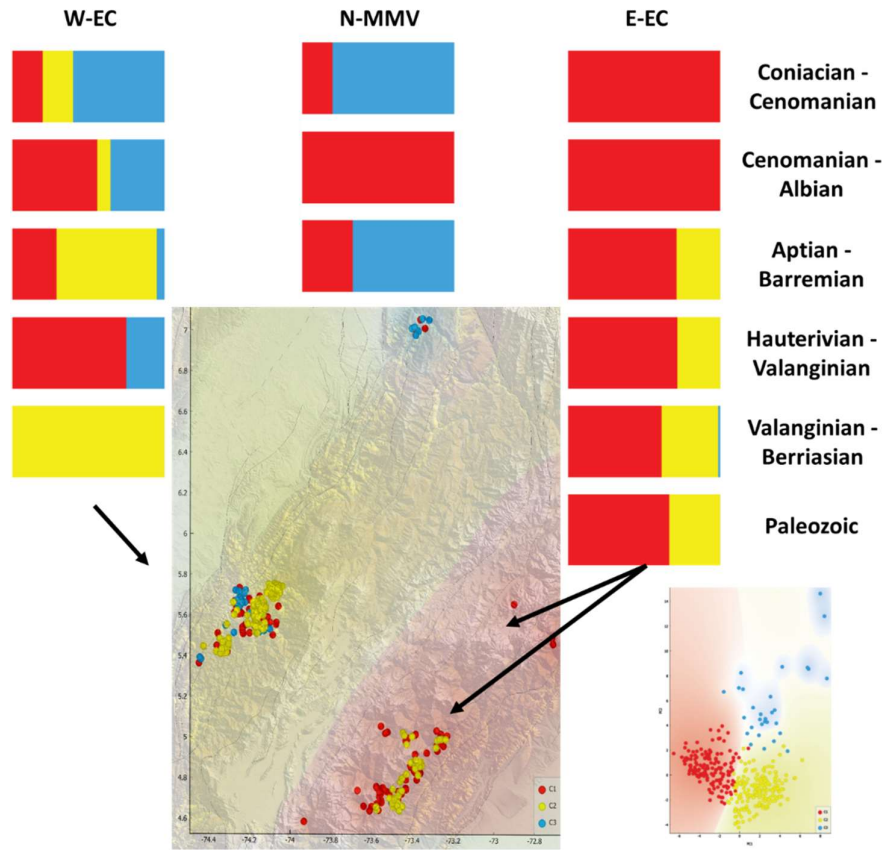 W-EC
N-MMV
E-EC
Coniacian -
Cenomanian
Cenomanian -
Albian
Aptian -
Barremian
Hauterivian -
Valanginian
Valanginian -
Berriasian
Paleozoic
7
6.8
6.6
6.4
6.2
6
5.8
5.6
5.4
5.2
5
4.8
4.6
-74.4
-74.2
-74
-73.8
-73.6
-73.4
-73.2
-73
-72.8
C1
C2
C3